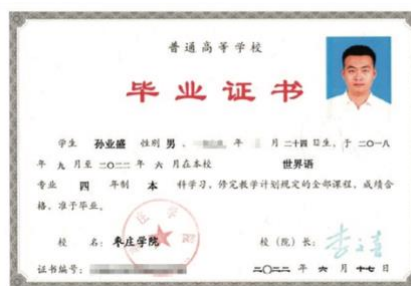 普通高等学校
毕业证书
学生 孙业盛 性别 男 , 年 月 二十四 日生, 于 二〇一八
年 九 月至 二〇二二 年 六 月在本校 世界语
专业 四 年制 本 科学习, 修完教学计划规定的全部课程, 成绩合
格, 准予毕业。
校 名: 枣庄学院 校(院)长:
证书编号: 二〇二二 年 六 月 十七 日